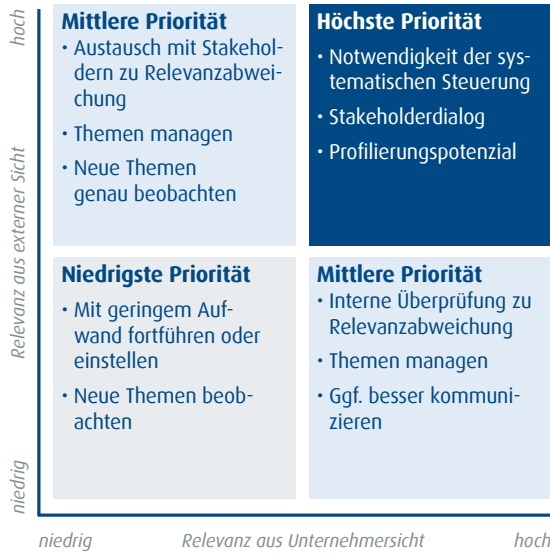 hoch
Relevanz aus externer Sicht
niedrig
Mittlere Priorität
· Austausch mit Stakehol-
dern zu Relevanzabwei-
chung
· Themen managen
· Neue Themen
genau beobachten
Höchste Priorität
· Notwendigkeit der sys-
tematischen Steuerung
· Stakeholderdialog
· Profilierungspotenzial
Niedrigste Priorität
· Mit geringem Auf-
wand fortführen oder
einstellen
· Neue Themen beob-
achten
Mittlere Priorität
· Interne Überprüfung zu
Relevanzabweichung
· Themen managen
· Ggf. besser kommuni-
zieren
niedrig Relevanz aus Unternehmersicht hoch